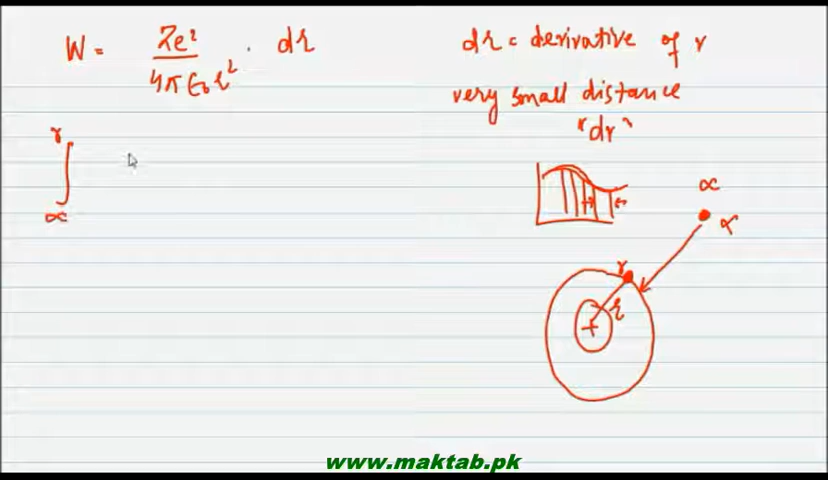 W = Ze² / 4πε₀r² · dr
dr = derivative of r
very small distance
"dr"
r
∫
∝
∝
r
r
r
+
www.maktab.pk